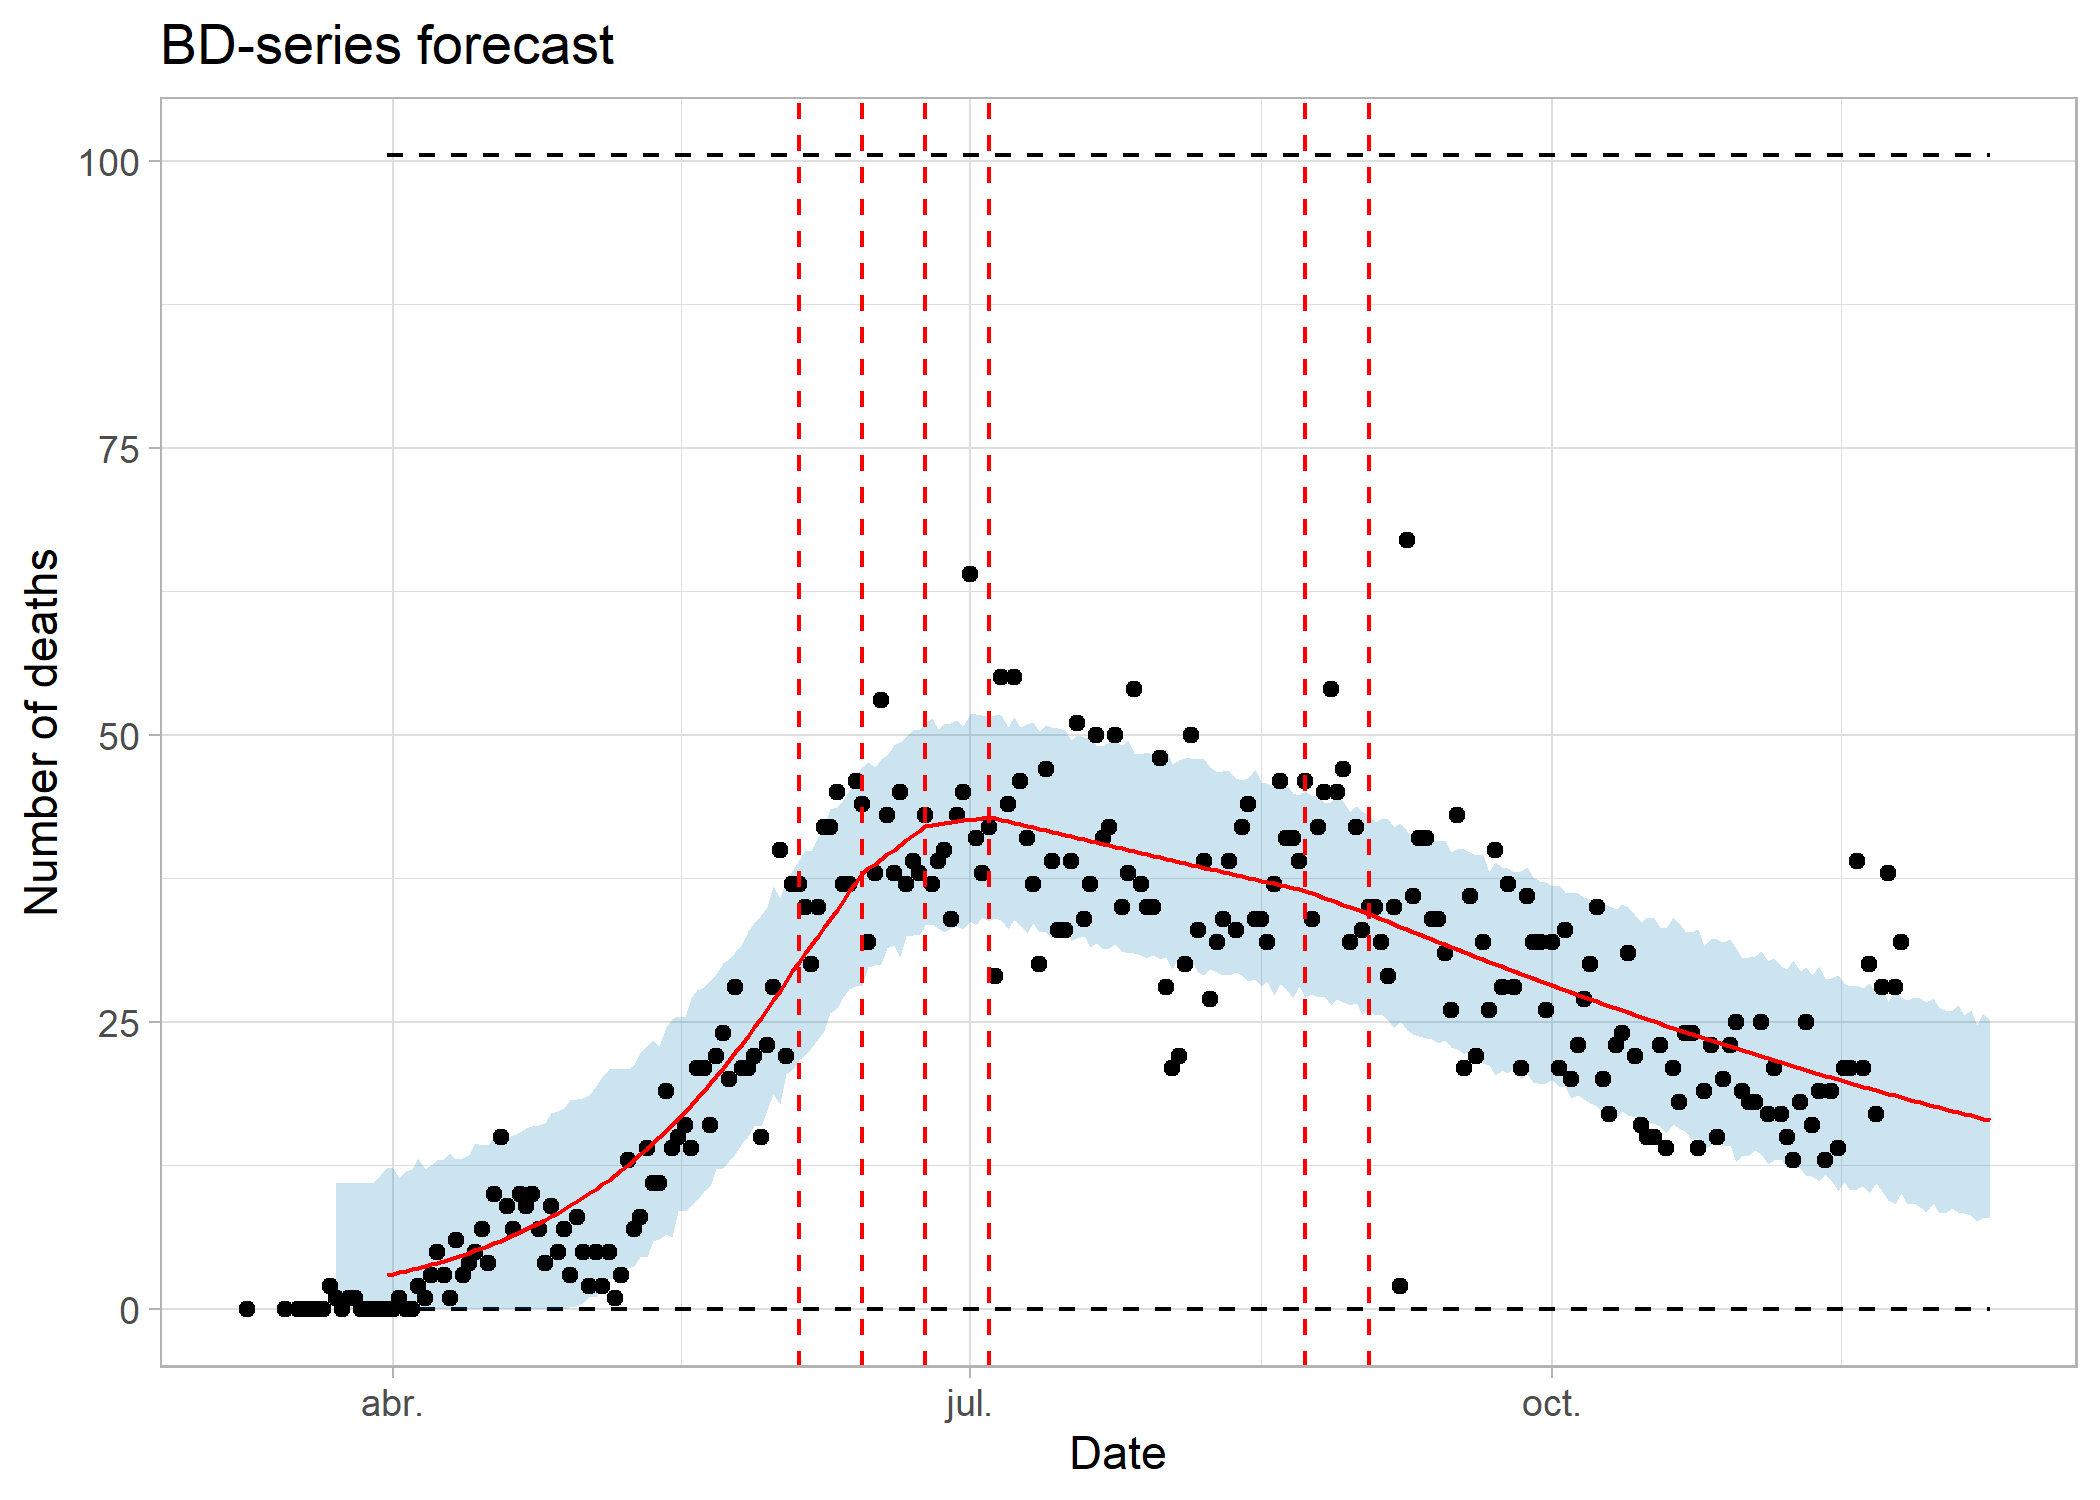 BD-series forecast
Number of deaths
100
75
50
25
0
abr.
jul.
oct.
Date